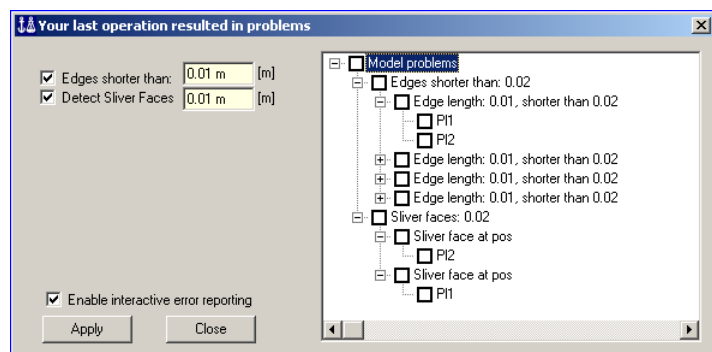 Your last operation resulted in problems
Edges shorter than: 0.01 m [m]
Detect Sliver Faces 0.01 m [m]
Enable interactive error reporting
Apply Close
Model problems
Edges shorter than: 0.02
Edge length: 0.01, shorter than 0.02
Pl1
Pl2
Edge length: 0.01, shorter than 0.02
Edge length: 0.01, shorter than 0.02
Edge length: 0.01, shorter than 0.02
Sliver faces: 0.02
Sliver face at pos
Pl2
Sliver face at pos
Pl1